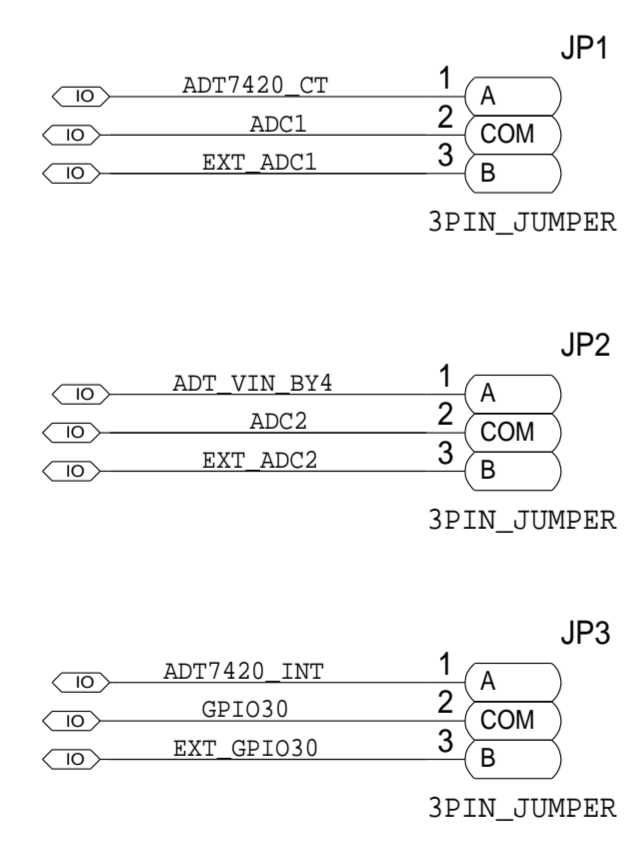 JP1
IO ADT7420_CT 1 A
IO ADC1 2 COM
IO EXT_ADC1 3 B
3PIN_JUMPER
JP2
IO ADT_VIN_BY4 1 A
IO ADC2 2 COM
IO EXT_ADC2 3 B
3PIN_JUMPER
JP3
IO ADT7420_INT 1 A
IO GPIO30 2 COM
IO EXT_GPIO30 3 B
3PIN_JUMPER